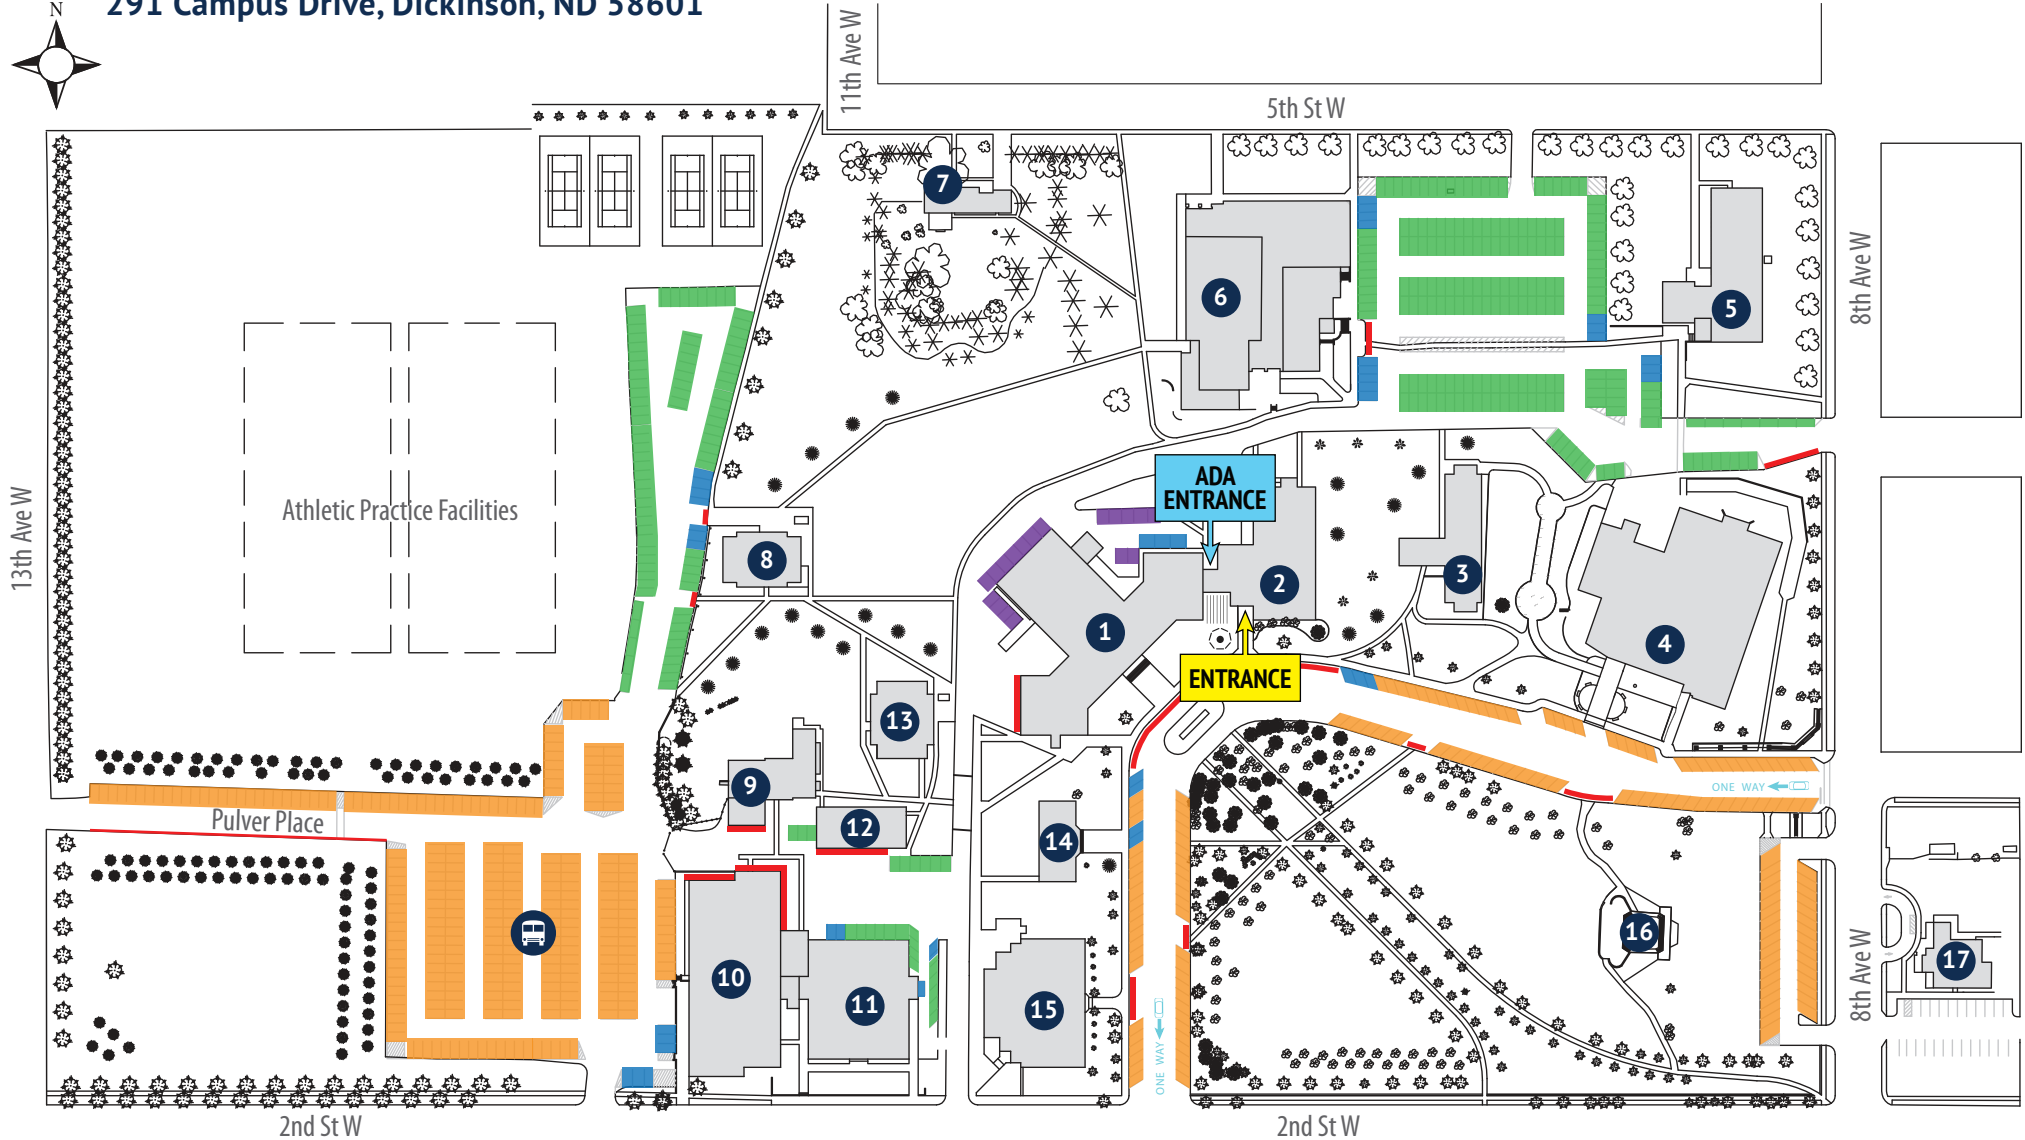 291 Campus Drive, Dickinson, ND 58601
N
11th Ave W
5th St W
7
6
5
8th Ave W
ADA
ENTRANCE
Athletic Practice Facilities
13th Ave W
8
2
3
1
4
ENTRANCE
13
9
ONE WAY
Pulver Place
12
14
16
17
10
11
15
8th Ave W
ONE WAY
2nd St W
2nd St W